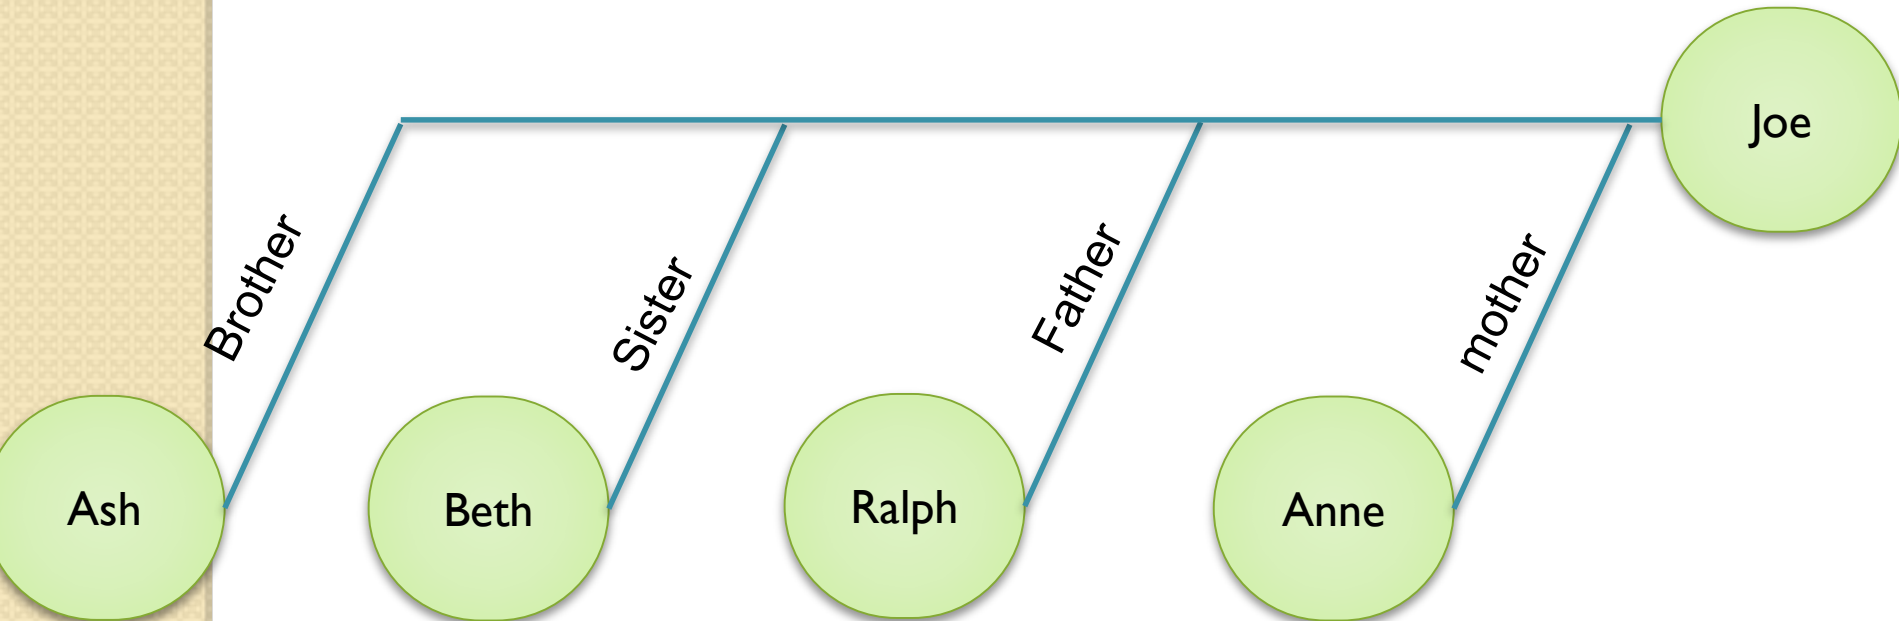 Joe
Brother
Sister
Father
mother
Ash
Beth
Ralph
Anne